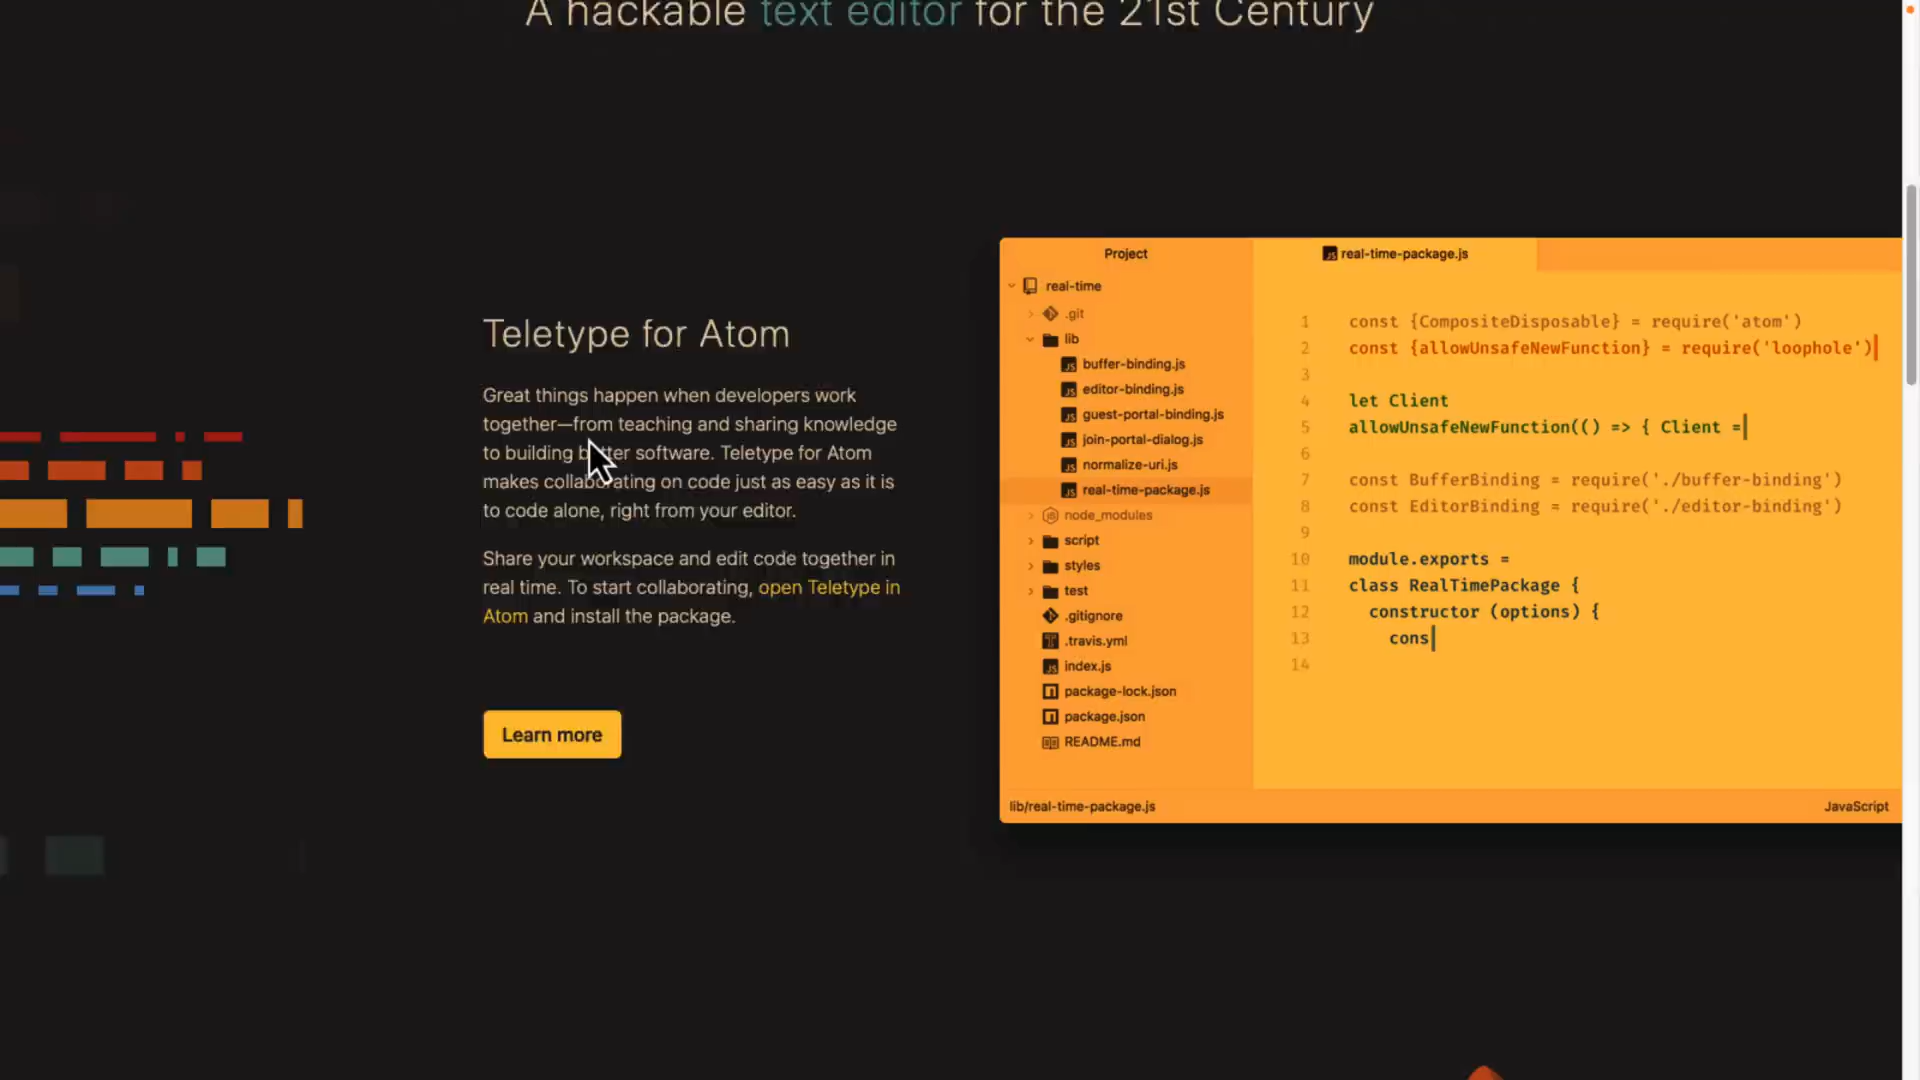 A hackable text editor for the 21st Century
Teletype for Atom
Great things happen when developers work
together—from teaching and sharing knowledge
to building better software. Teletype for Atom
makes collaborating on code just as easy as it is
to code alone, right from your editor.
Share your workspace and edit code together in
real time. To start collaborating, open Teletype in
Atom and install the package.
Learn more
Project
real-time
.git
lib
buffer-binding.js
editor-binding.js
guest-portal-binding.js
join-portal-dialog.js
normalize-uri.js
real-time-package.js
node_modules
script
styles
test
.gitignore
.travis.yml
index.js
package-lock.json
package.json
README.md
real-time-package.js
1 const {CompositeDisposable} = require('atom')
2 const {allowUnsafeNewFunction} = require('loophole')
3
4 let Client
5 allowUnsafeNewFunction(() => { Client =
6
7 const BufferBinding = require('./buffer-binding')
8 const EditorBinding = require('./editor-binding')
9
10 module.exports =
11 class RealTimePackage {
12 constructor (options) {
13 cons
14
lib/real-time-package.js
JavaScript